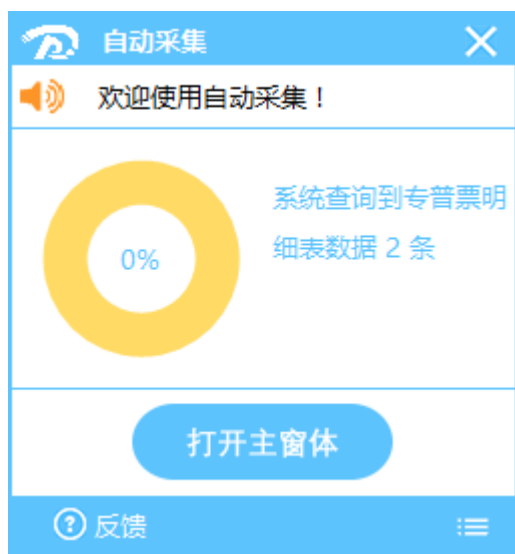 自动采集
欢迎使用自动采集！
系统查询到专普票明
细表数据 2 条
0%
打开主窗体
反馈